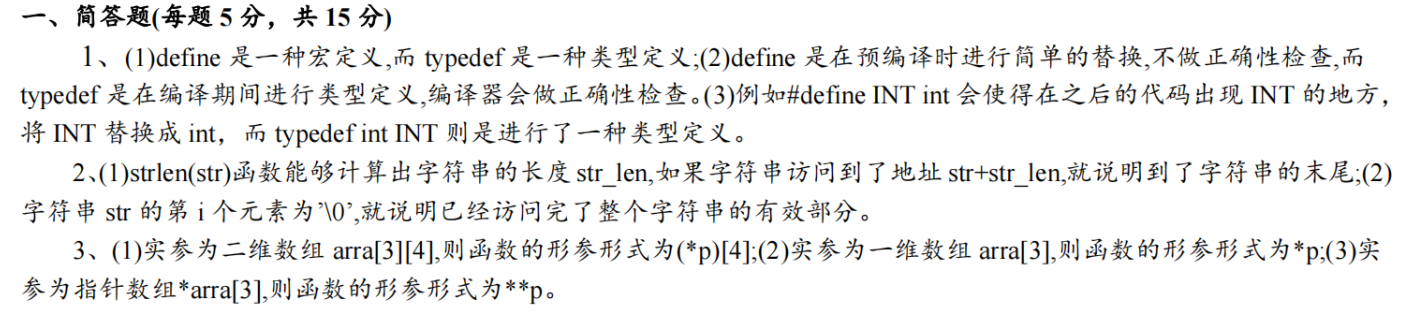 一、简答题(每题 5 分，共 15 分)
1、(1)define 是一种宏定义,而 typedef 是一种类型定义;(2)define 是在预编译时进行简单的替换,不做正确性检查,而
typedef 是在编译期间进行类型定义,编译器会做正确性检查。(3)例如#define INT int 会使得在之后的代码出现 INT 的地方，
将 INT 替换成 int，而 typedef int INT 则是进行了一种类型定义。
2、(1)strlen(str)函数能够计算出字符串的长度 str_len,如果字符串访问到了地址 str+str_len,就说明到了字符串的末尾;(2)
字符串 str 的第 i 个元素为’\0’,就说明已经访问完了整个字符串的有效部分。
3、(1)实参为二维数组 arra[3][4],则函数的形参形式为(*p)[4];(2)实参为一维数组 arra[3],则函数的形参形式为*p;(3)实
参为指针数组*arra[3],则函数的形参形式为**p。